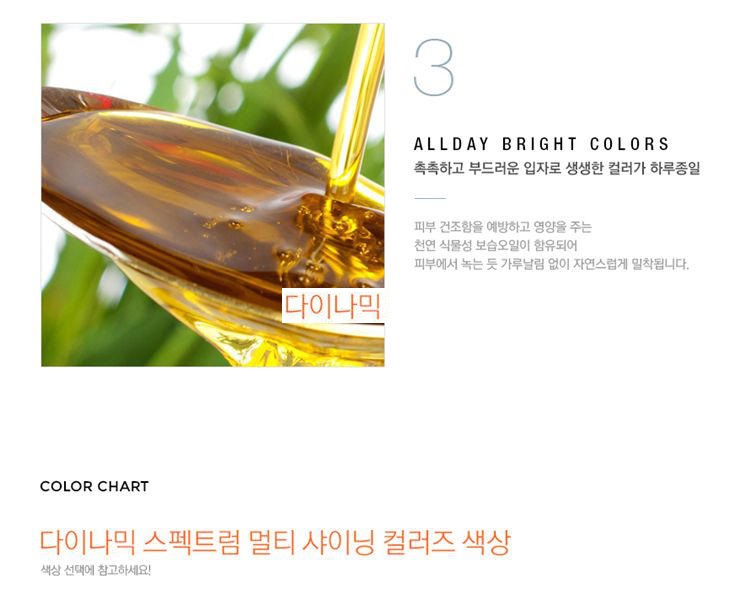 3
ALLDAY BRIGHT COLORS
촉촉하고 부드러운 입자로 생생한 컬러가 하루종일
피부 건조함을 예방하고 영양을 주는
천연 식물성 보습오일이 함유되어
피부에서 녹는 듯 가루날림 없이 자연스럽게 밀착됩니다.
다이나믹
COLOR CHART
다이나믹 스펙트럼 멀티 샤이닝 컬러즈 색상
색상 선택에 참고하세요!